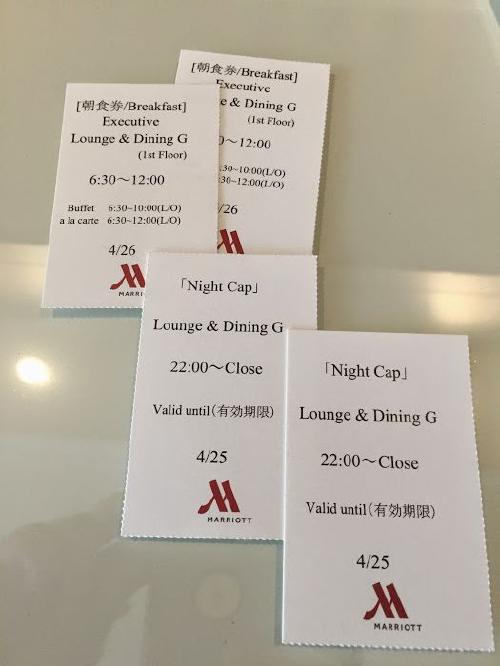 [朝食券/Breakfast]
Executive
Lounge & Dining G
(1st Floor)
6:30～12:00
Buffet 6:30~10:00(L/O)
a la carte 6:30~12:00(L/O)
4/26
MARRIOTT
[朝食券/Breakfast]
Executive
& Dining G
(1st Floor)
～12:00
:30~10:00(L/O)
:30~12:00(L/O)
/26
「Night Cap」
Lounge & Dining G
22:00～Close
Valid until(有効期限)
4/25
MARRIOTT
「Night Cap」
Lounge & Dining G
22:00～Close
Valid until(有効期限)
4/25
MARRIOTT